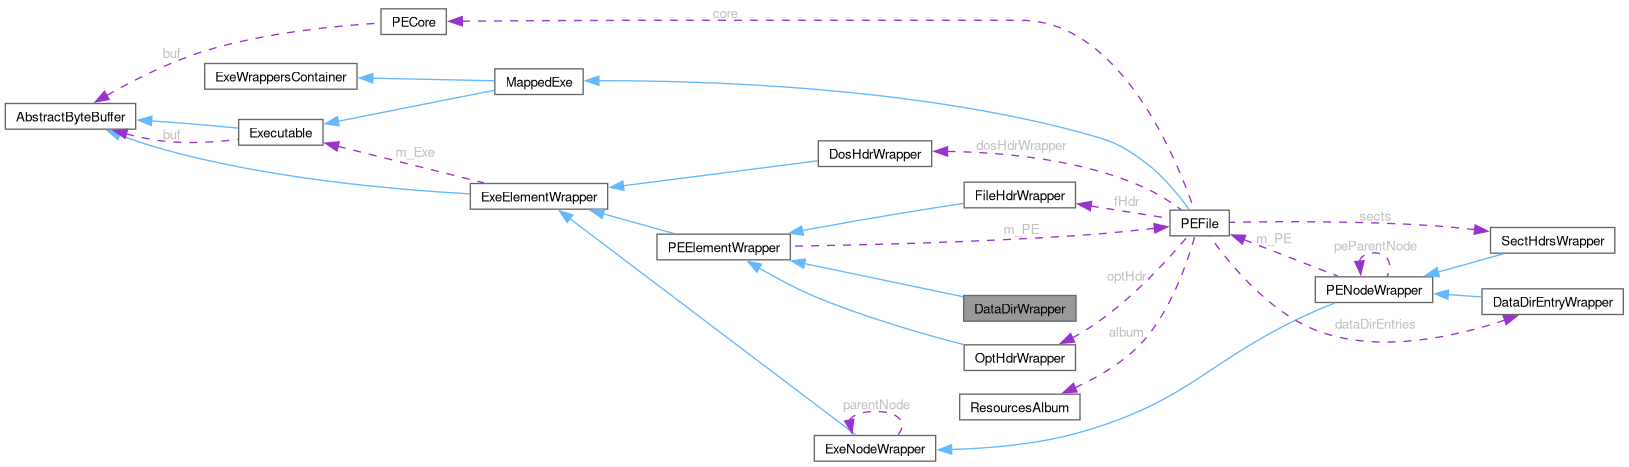 core
PECore
buf
ExeWrappersContainer
MappedExe
AbstractByteBuffer
Executable
buf
m_Exe
DosHdrWrapper
dosHdrWrapper
ExeElementWrapper
FileHdrWrapper
fHdr
PEFile
sects
PEElementWrapper
m_PE
m_PE
peParentNode
SectHdrsWrapper
optHdr
PENodeWrapper
DataDirWrapper
DataDirEntryWrapper
album
dataDirEntries
OptHdrWrapper
parentNode
ResourcesAlbum
ExeNodeWrapper